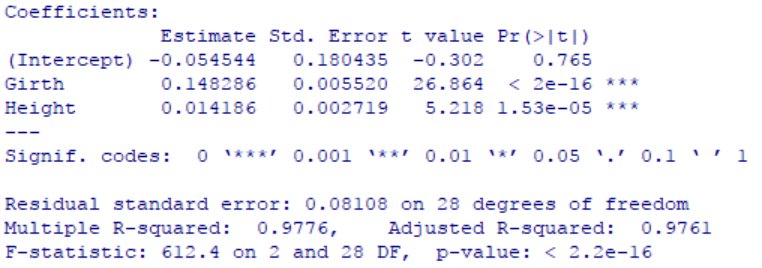 Coefficients:
             Estimate Std. Error t value Pr(>|t|)
(Intercept) -0.054544   0.180435  -0.302    0.765
Girth        0.148286   0.005520  26.864  < 2e-16 ***
Height       0.014186   0.002719   5.218 1.53e-05 ***
---
Signif. codes:  0 ‘***’ 0.001 ‘**’ 0.01 ‘*’ 0.05 ‘.’ 0.1 ‘ ’ 1
Residual standard error: 0.08108 on 28 degrees of freedom
Multiple R-squared:  0.9776,    Adjusted R-squared:  0.9761
F-statistic: 612.4 on 2 and 28 DF,  p-value: < 2.2e-16